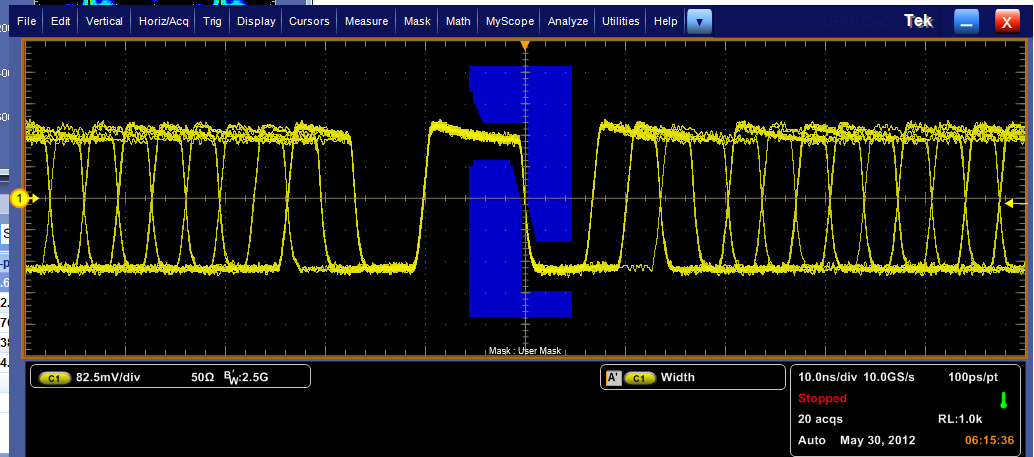 File Edit Vertical Horiz/Acq Trig Display Cursors Measure Mask Math MyScope Analyze Utilities Help Tek X
1
Mask : User Mask
C1 82.5mV/div 50Ω BW:2.5G
A' C1 Width
10.0ns/div 10.0GS/s 100ps/pt
Stopped
20 acqs RL:1.0k
Auto May 30, 2012 06:15:36